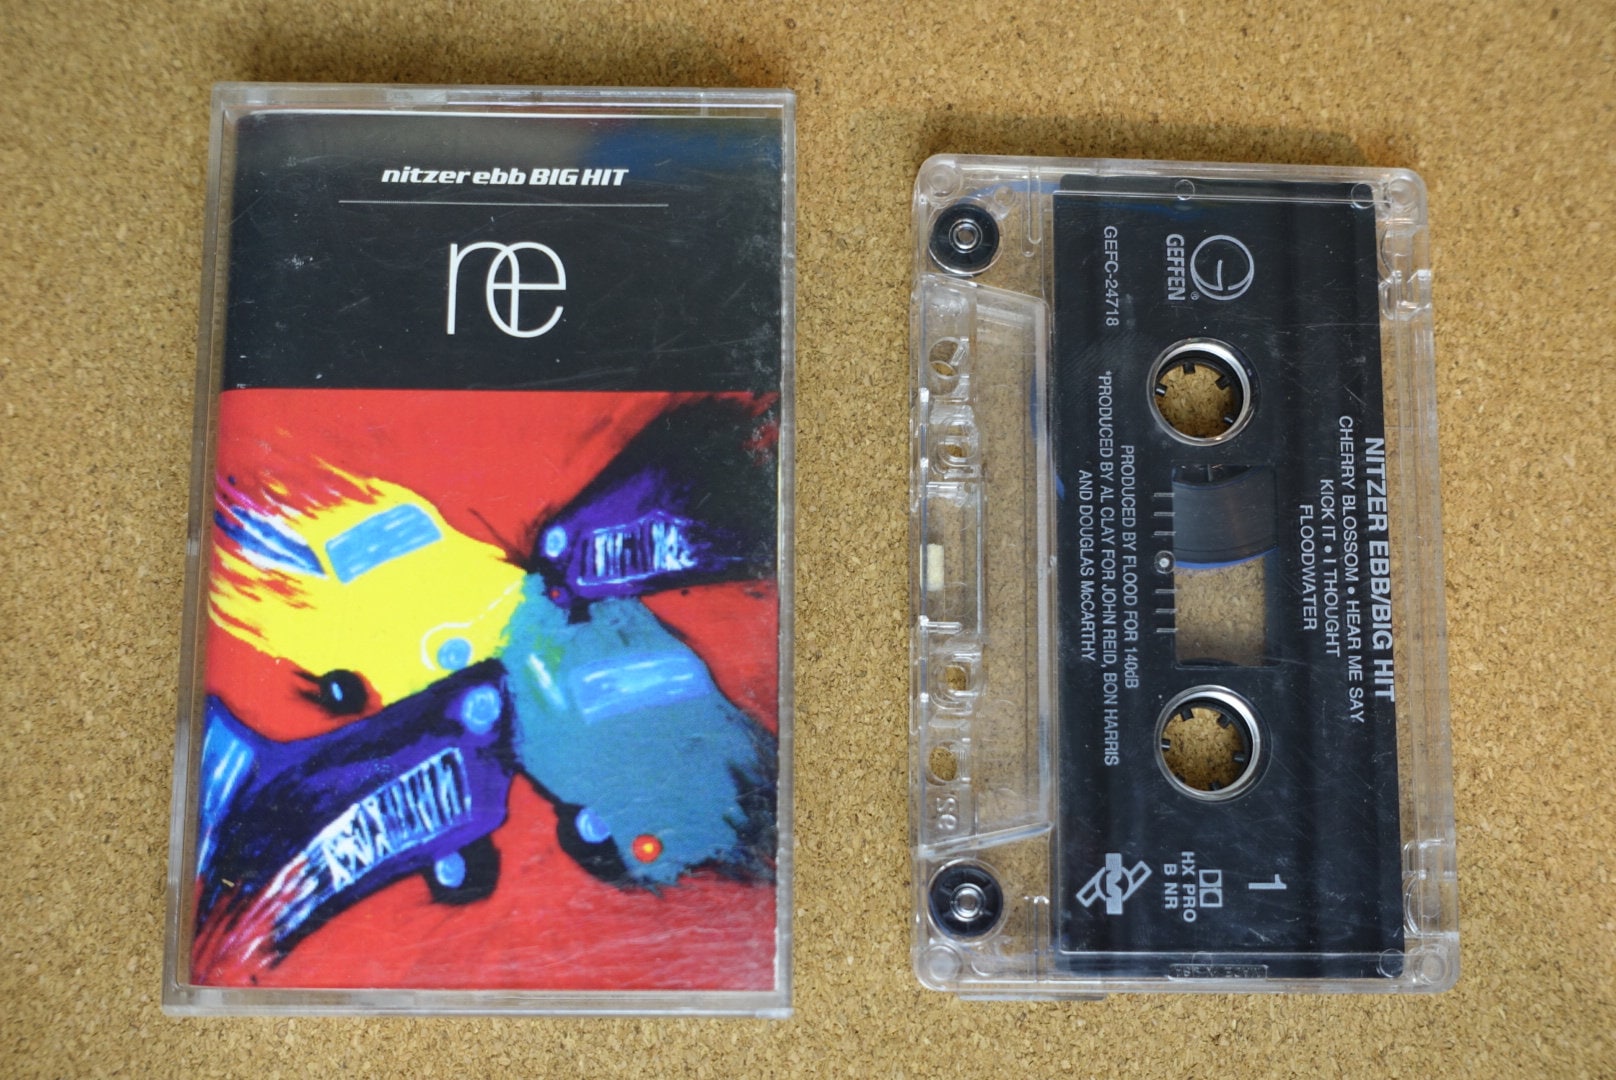 nitzer ebb BIG HIT
ne
GEFFEN®
GEFC-24718
NITZER EBB/BIG HIT
CHERRY BLOSSOM • HEAR ME SAY
KICK IT • I THOUGHT
FLOODWATER
PRODUCED BY FLOOD FOR 140dB
*PRODUCED BY AL CLAY FOR JOHN REID, BON HARRIS
AND DOUGLAS McCARTHY
1
HX PRO
B NR